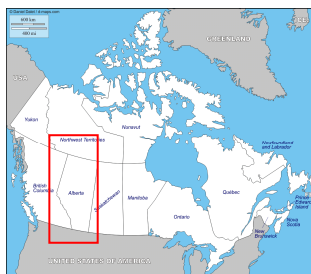 © Daniel Dalet / d-maps.com
600 km
300 mi
GREENLAND
USA
Yukon
Nunavut
Northwest Territories
Newfoundland
and Labrador
British
Columbia
Alberta
Saskatchewan
Manitoba
Québec
Prince
Edward
Island
Ontario
Nova
Scotia
New
Brunswick
UNITED STATES OF AMERICA